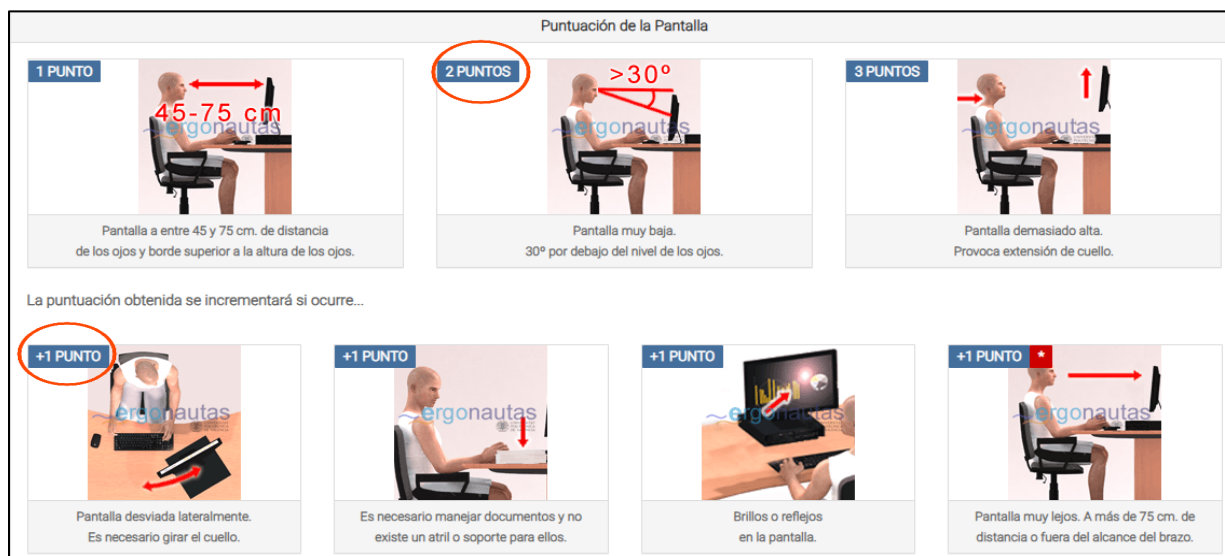 Puntuación de la Pantalla
1 PUNTO
45-75 cm
ergonautas
Pantalla a entre 45 y 75 cm. de distancia
de los ojos y borde superior a la altura de los ojos.
2 PUNTOS
>30º
ergonautas
Pantalla muy baja.
30º por debajo del nivel de los ojos.
3 PUNTOS
ergonautas
Pantalla demasiado alta.
Provoca extensión de cuello.
La puntuación obtenida se incrementará si ocurre...
+1 PUNTO
ergonautas
Pantalla desviada lateralmente.
Es necesario girar el cuello.
+1 PUNTO
ergonautas
Es necesario manejar documentos y no
existe un atril o soporte para ellos.
+1 PUNTO
ergonautas
Brillos o reflejos
en la pantalla.
+1 PUNTO *
ergonautas
Pantalla muy lejos. A más de 75 cm. de
distancia o fuera del alcance del brazo.